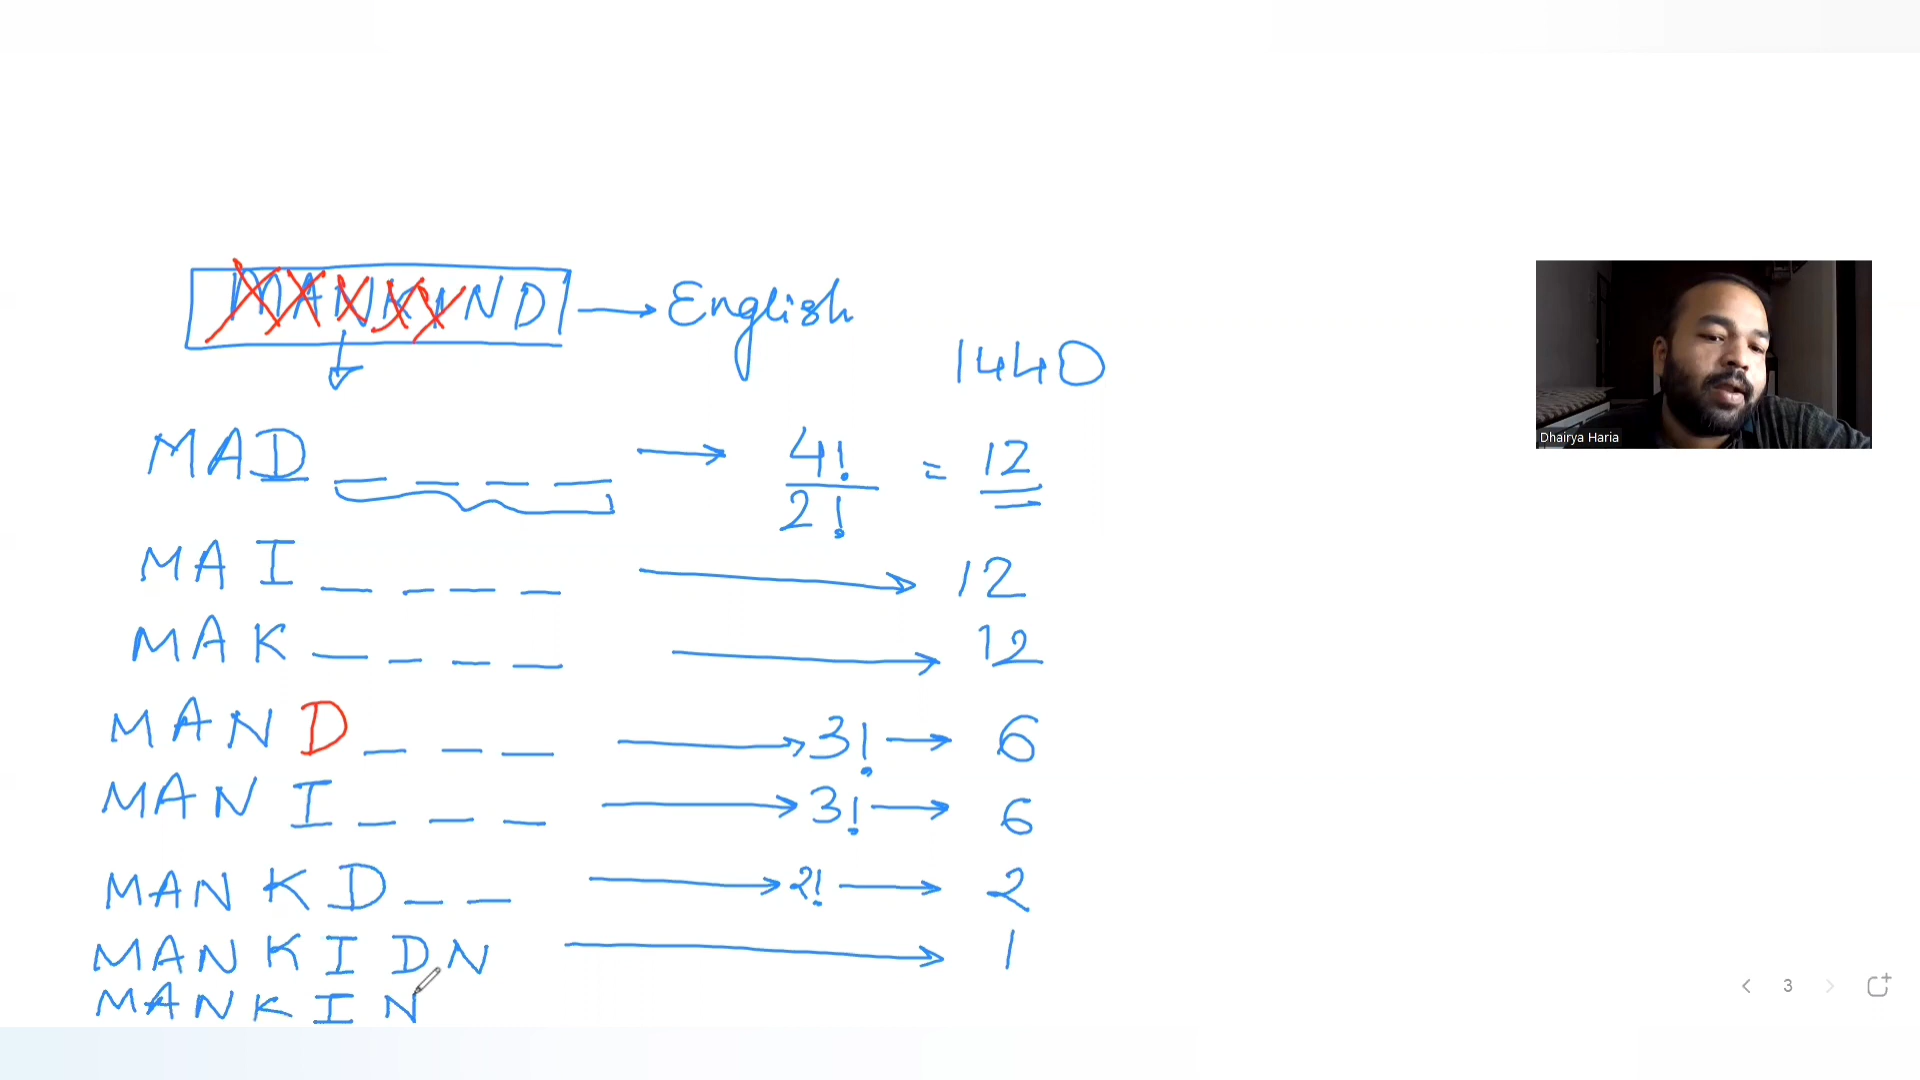 MANKIND → English
1440
MAD _ _ _ _ → 4!/2! = 12
MAI _ _ _ _ → 12
MAK _ _ _ _ → 12
MAND _ _ _ → 3! → 6
MANI _ _ _ → 3! → 6
MANKD _ _ → 2! → 2
MANKIDN → 1
MANKIN
Dhairya Haria
3